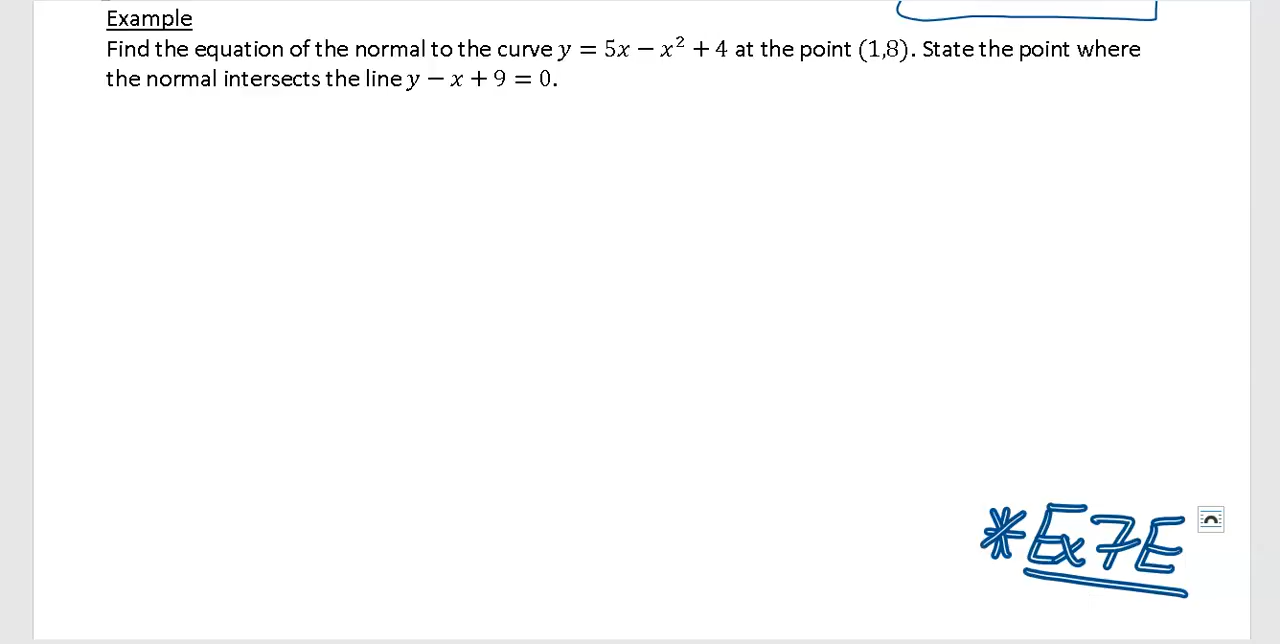 Example
Find the equation of the normal to the curve y = 5x − x² + 4 at the point (1,8). State the point where
the normal intersects the line y − x + 9 = 0.
*Ex7E